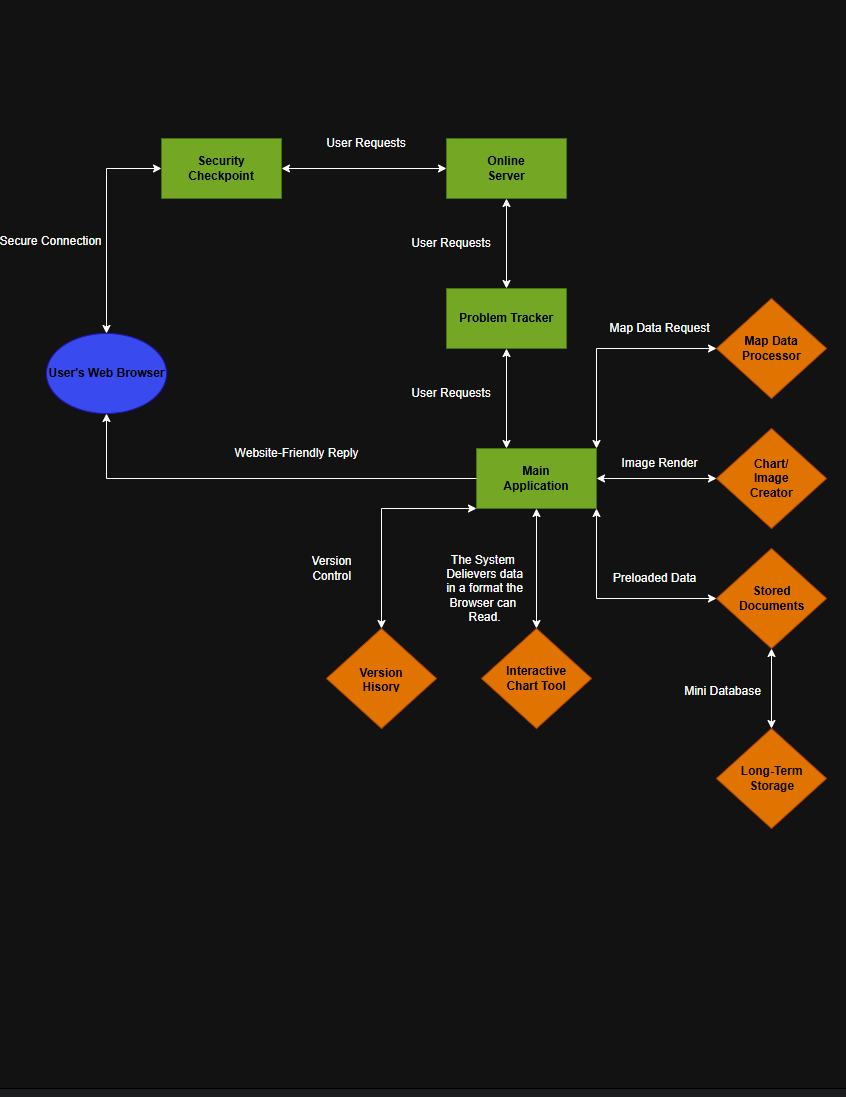 User Requests
Security
Checkpoint
Online
Server
Secure Connection
User Requests
Problem Tracker
Map Data Request
Map Data
Processor
User's Web Browser
User Requests
Website-Friendly Reply
Main
Application
Image Render
Chart/
Image
Creator
Version
Control
The System
Delievers data
in a format the
Browser can
Read.
Preloaded Data
Stored
Documents
Version
Hisory
Interactive
Chart Tool
Mini Database
Long-Term
Storage